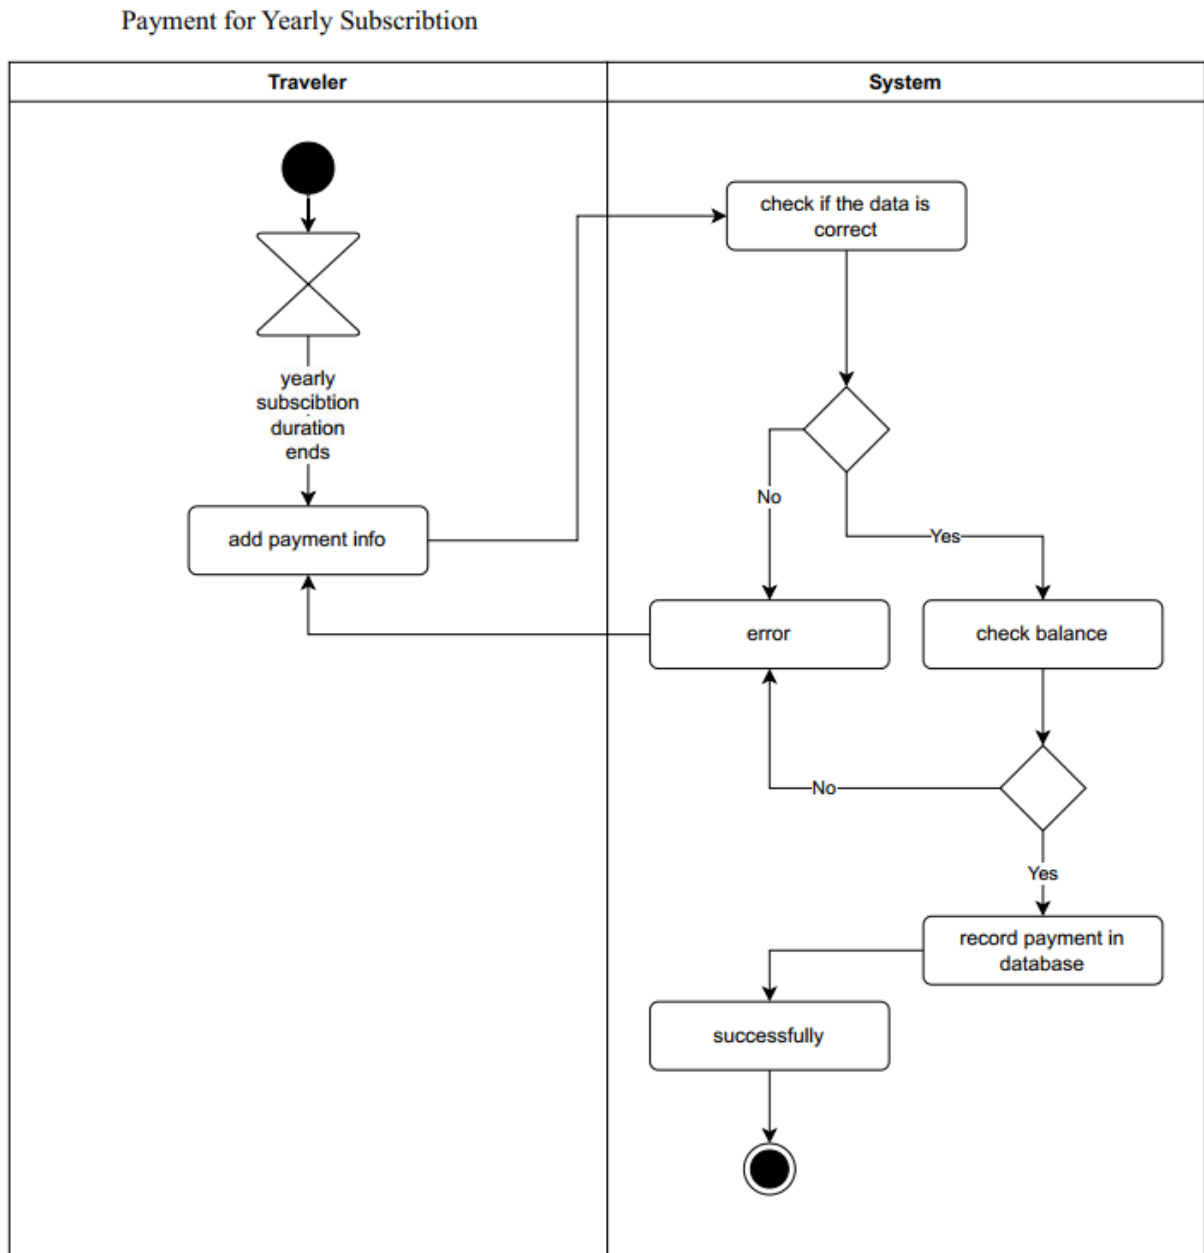 Payment for Yearly Subscribtion
Traveler
System
check if the data is
correct
yearly
subscibtion
duration
ends
No
Yes
add payment info
error
check balance
No
Yes
record payment in
database
successfully